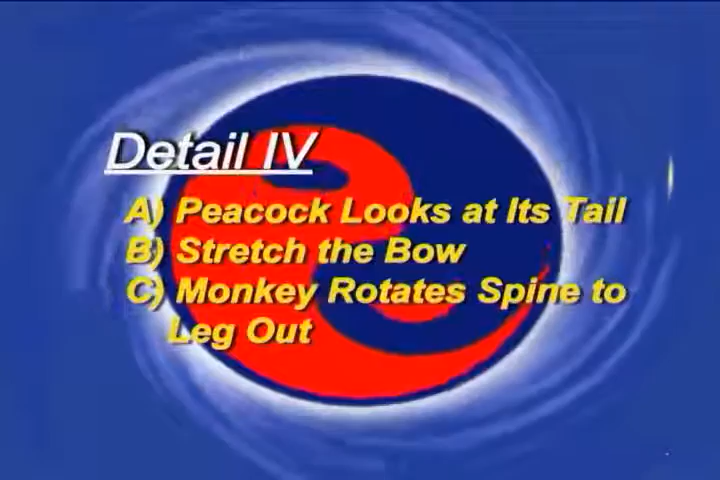 Detail IV
A) Peacock Looks at Its Tail
B) Stretch the Bow
C) Monkey Rotates Spine to
Leg Out